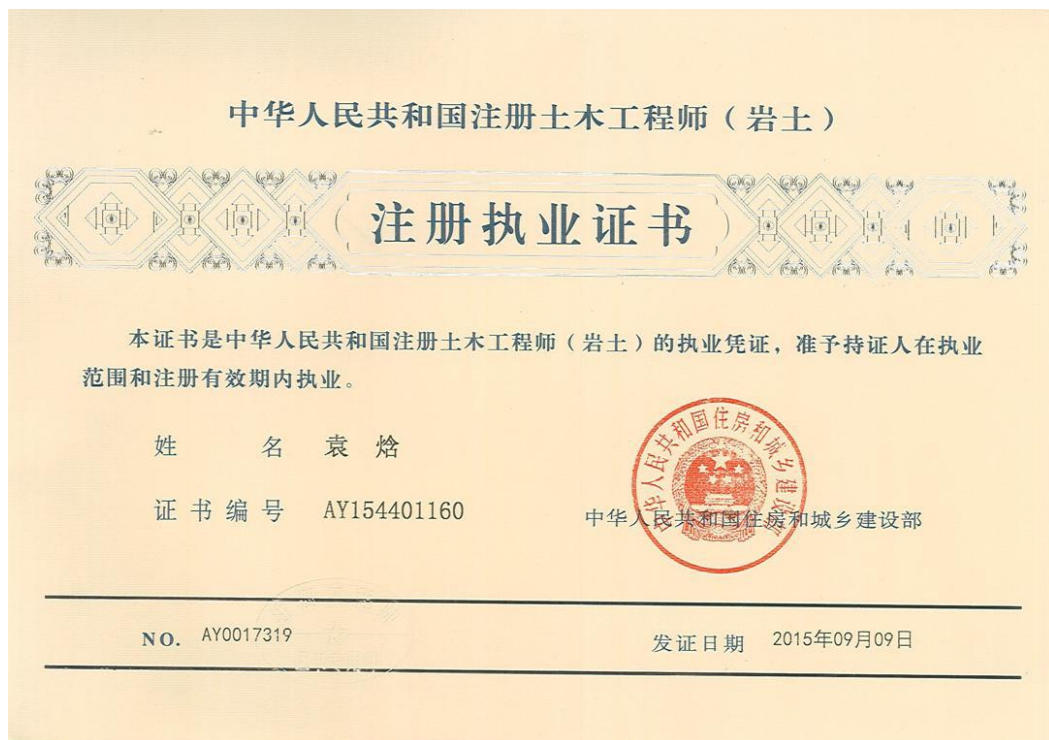 中华人民共和国注册土木工程师（岩土）
注册执业证书
本证书是中华人民共和国注册土木工程师（岩土）的执业凭证，准予持证人在执业
范围和注册有效期内执业。
姓 名 袁 焓
证书编号 AY154401160
中华人民共和国住房和城乡建设部
中华人民共和国住房和城乡建设部
NO. AY0017319
发证日期 2015年09月09日